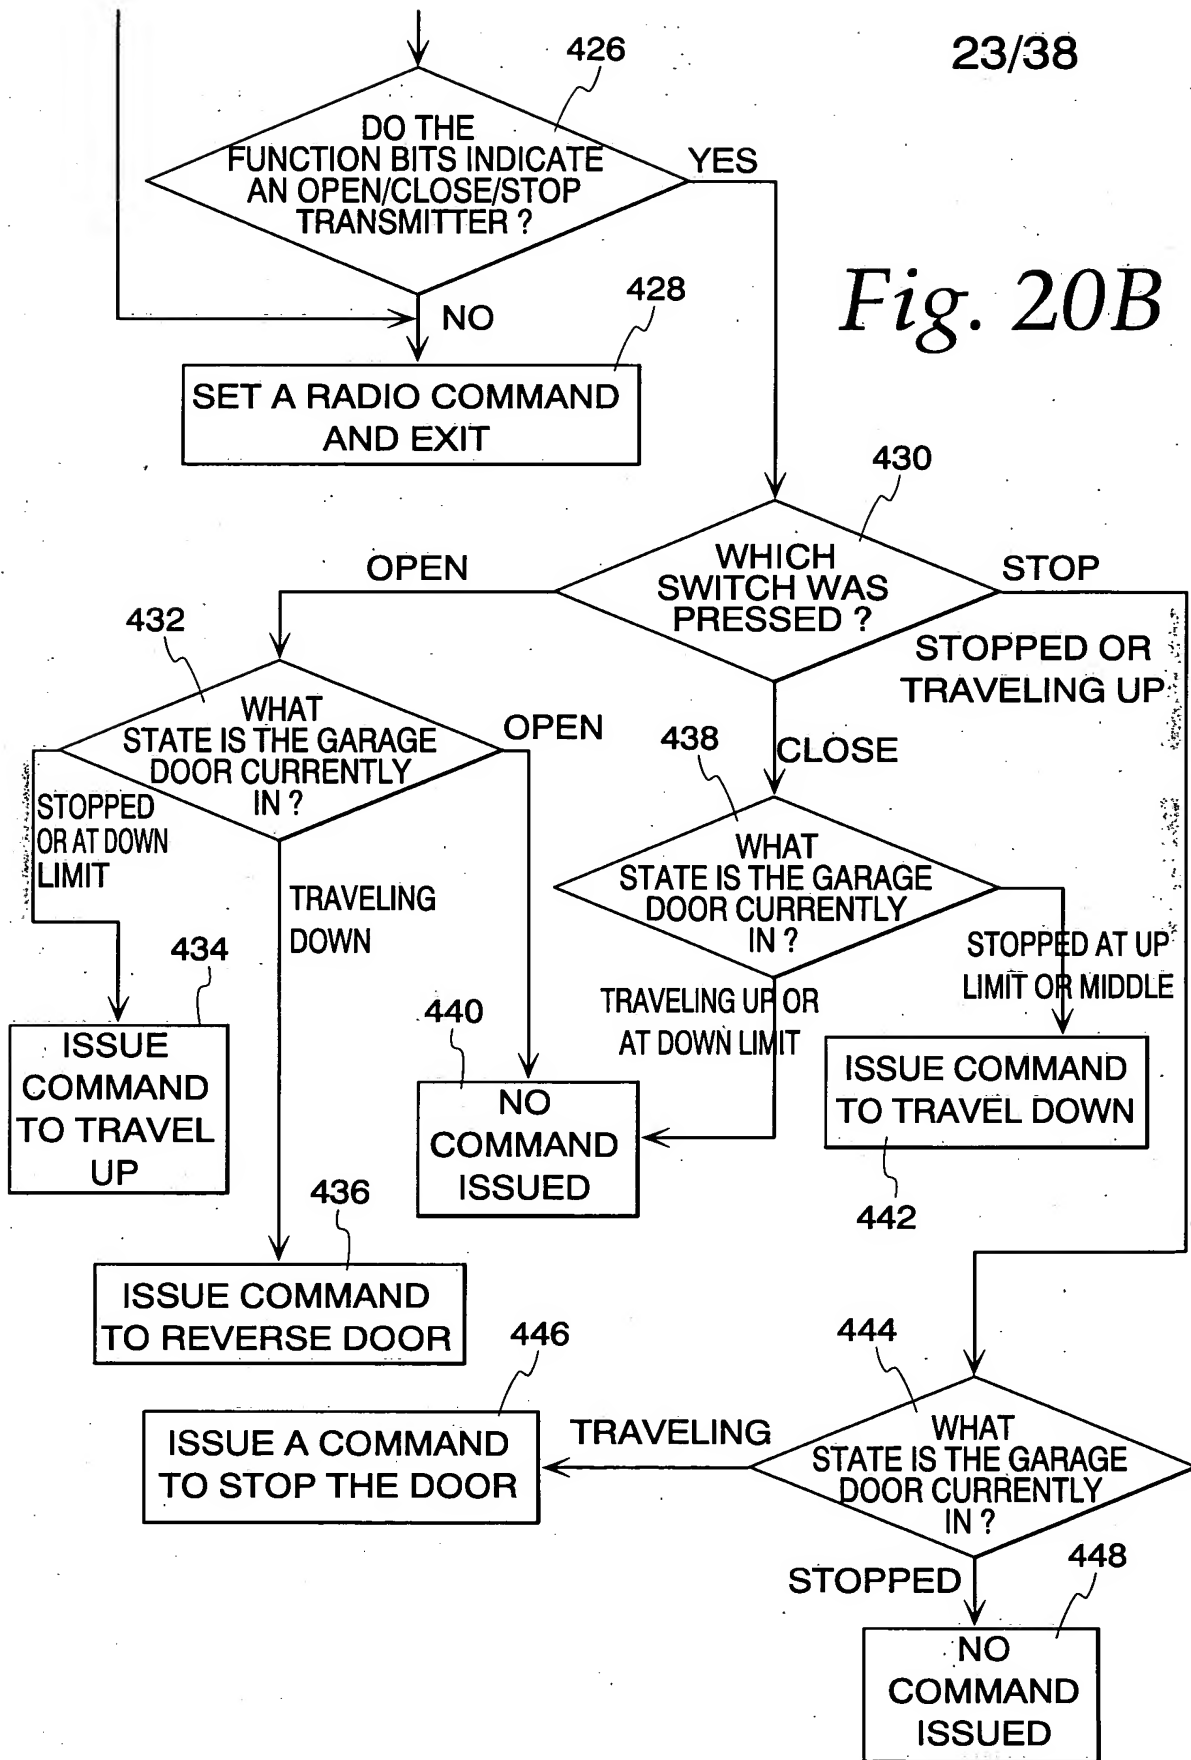 23/38
426
DO THE
FUNCTION BITS INDICATE
AN OPEN/CLOSE/STOP
TRANSMITTER ?
YES
Fig. 20B
428
NO
SET A RADIO COMMAND
AND EXIT
430
WHICH
SWITCH WAS
PRESSED ?
OPEN
STOP
STOPPED OR
TRAVELING UP
432
WHAT
STATE IS THE GARAGE
DOOR CURRENTLY
IN ?
OPEN
438
CLOSE
STOPPED
OR AT DOWN
LIMIT
WHAT
STATE IS THE GARAGE
DOOR CURRENTLY
IN ?
TRAVELING
DOWN
434
STOPPED AT UP
LIMIT OR MIDDLE
TRAVELING UP OR
AT DOWN LIMIT
440
ISSUE
COMMAND
TO TRAVEL
UP
NO
COMMAND
ISSUED
ISSUE COMMAND
TO TRAVEL DOWN
442
436
ISSUE COMMAND
TO REVERSE DOOR
446
444
ISSUE A COMMAND
TO STOP THE DOOR
TRAVELING
WHAT
STATE IS THE GARAGE
DOOR CURRENTLY
IN ?
STOPPED
448
NO
COMMAND
ISSUED